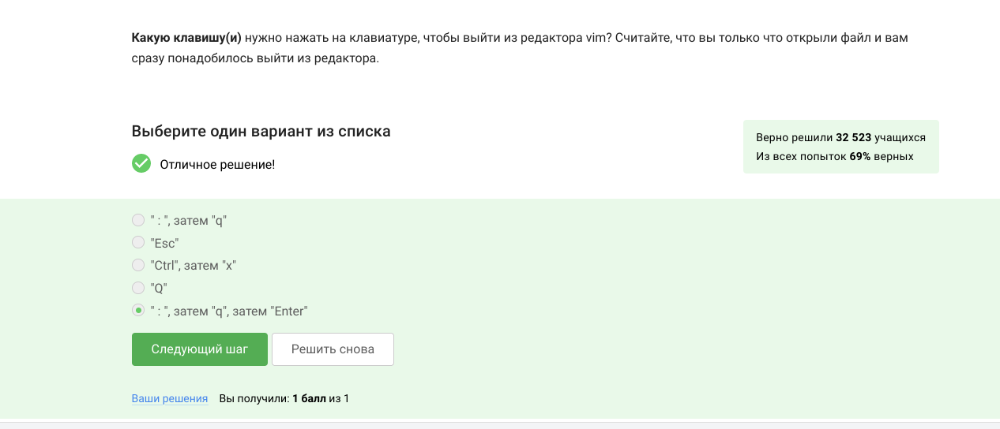 Какую клавишу(и) нужно нажать на клавиатуре, чтобы выйти из редактора vim? Считайте, что вы только что открыли файл и вам
сразу понадобилось выйти из редактора.
Выберите один вариант из списка
Отличное решение!
Верно решили 32 523 учащихся
Из всех попыток 69% верных
" : ", затем "q"
"Esc"
"Ctrl", затем "x"
"Q"
" : ", затем "q", затем "Enter"
Следующий шаг
Решить снова
Ваши решения Вы получили: 1 балл из 1